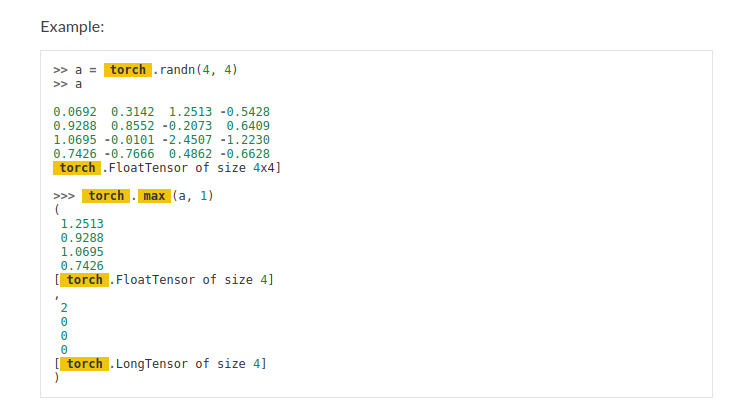 Example:
>> a = torch.randn(4, 4)
>> a
0.0692 0.3142 1.2513 -0.5428
0.9288 0.8552 -0.2073 0.6409
1.0695 -0.0101 -2.4507 -1.2230
0.7426 -0.7666 0.4862 -0.6628
torch.FloatTensor of size 4x4]
>>> torch.max(a, 1)
(
1.2513
0.9288
1.0695
0.7426
[torch.FloatTensor of size 4]
,
2
0
0
0
[torch.LongTensor of size 4]
)